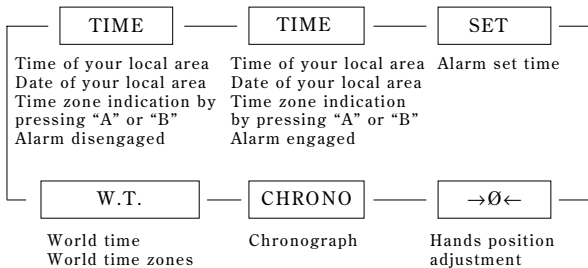 TIME
Time of your local area
Date of your local area
Time zone indication by
pressing “A” or “B”
Alarm disengaged
TIME
Time of your local area
Date of your local area
Time zone indication
by pressing “A” or “B”
Alarm engaged
SET
Alarm set time
W.T.
World time
World time zones
CHRONO
Chronograph
→Ø←
Hands position
adjustment